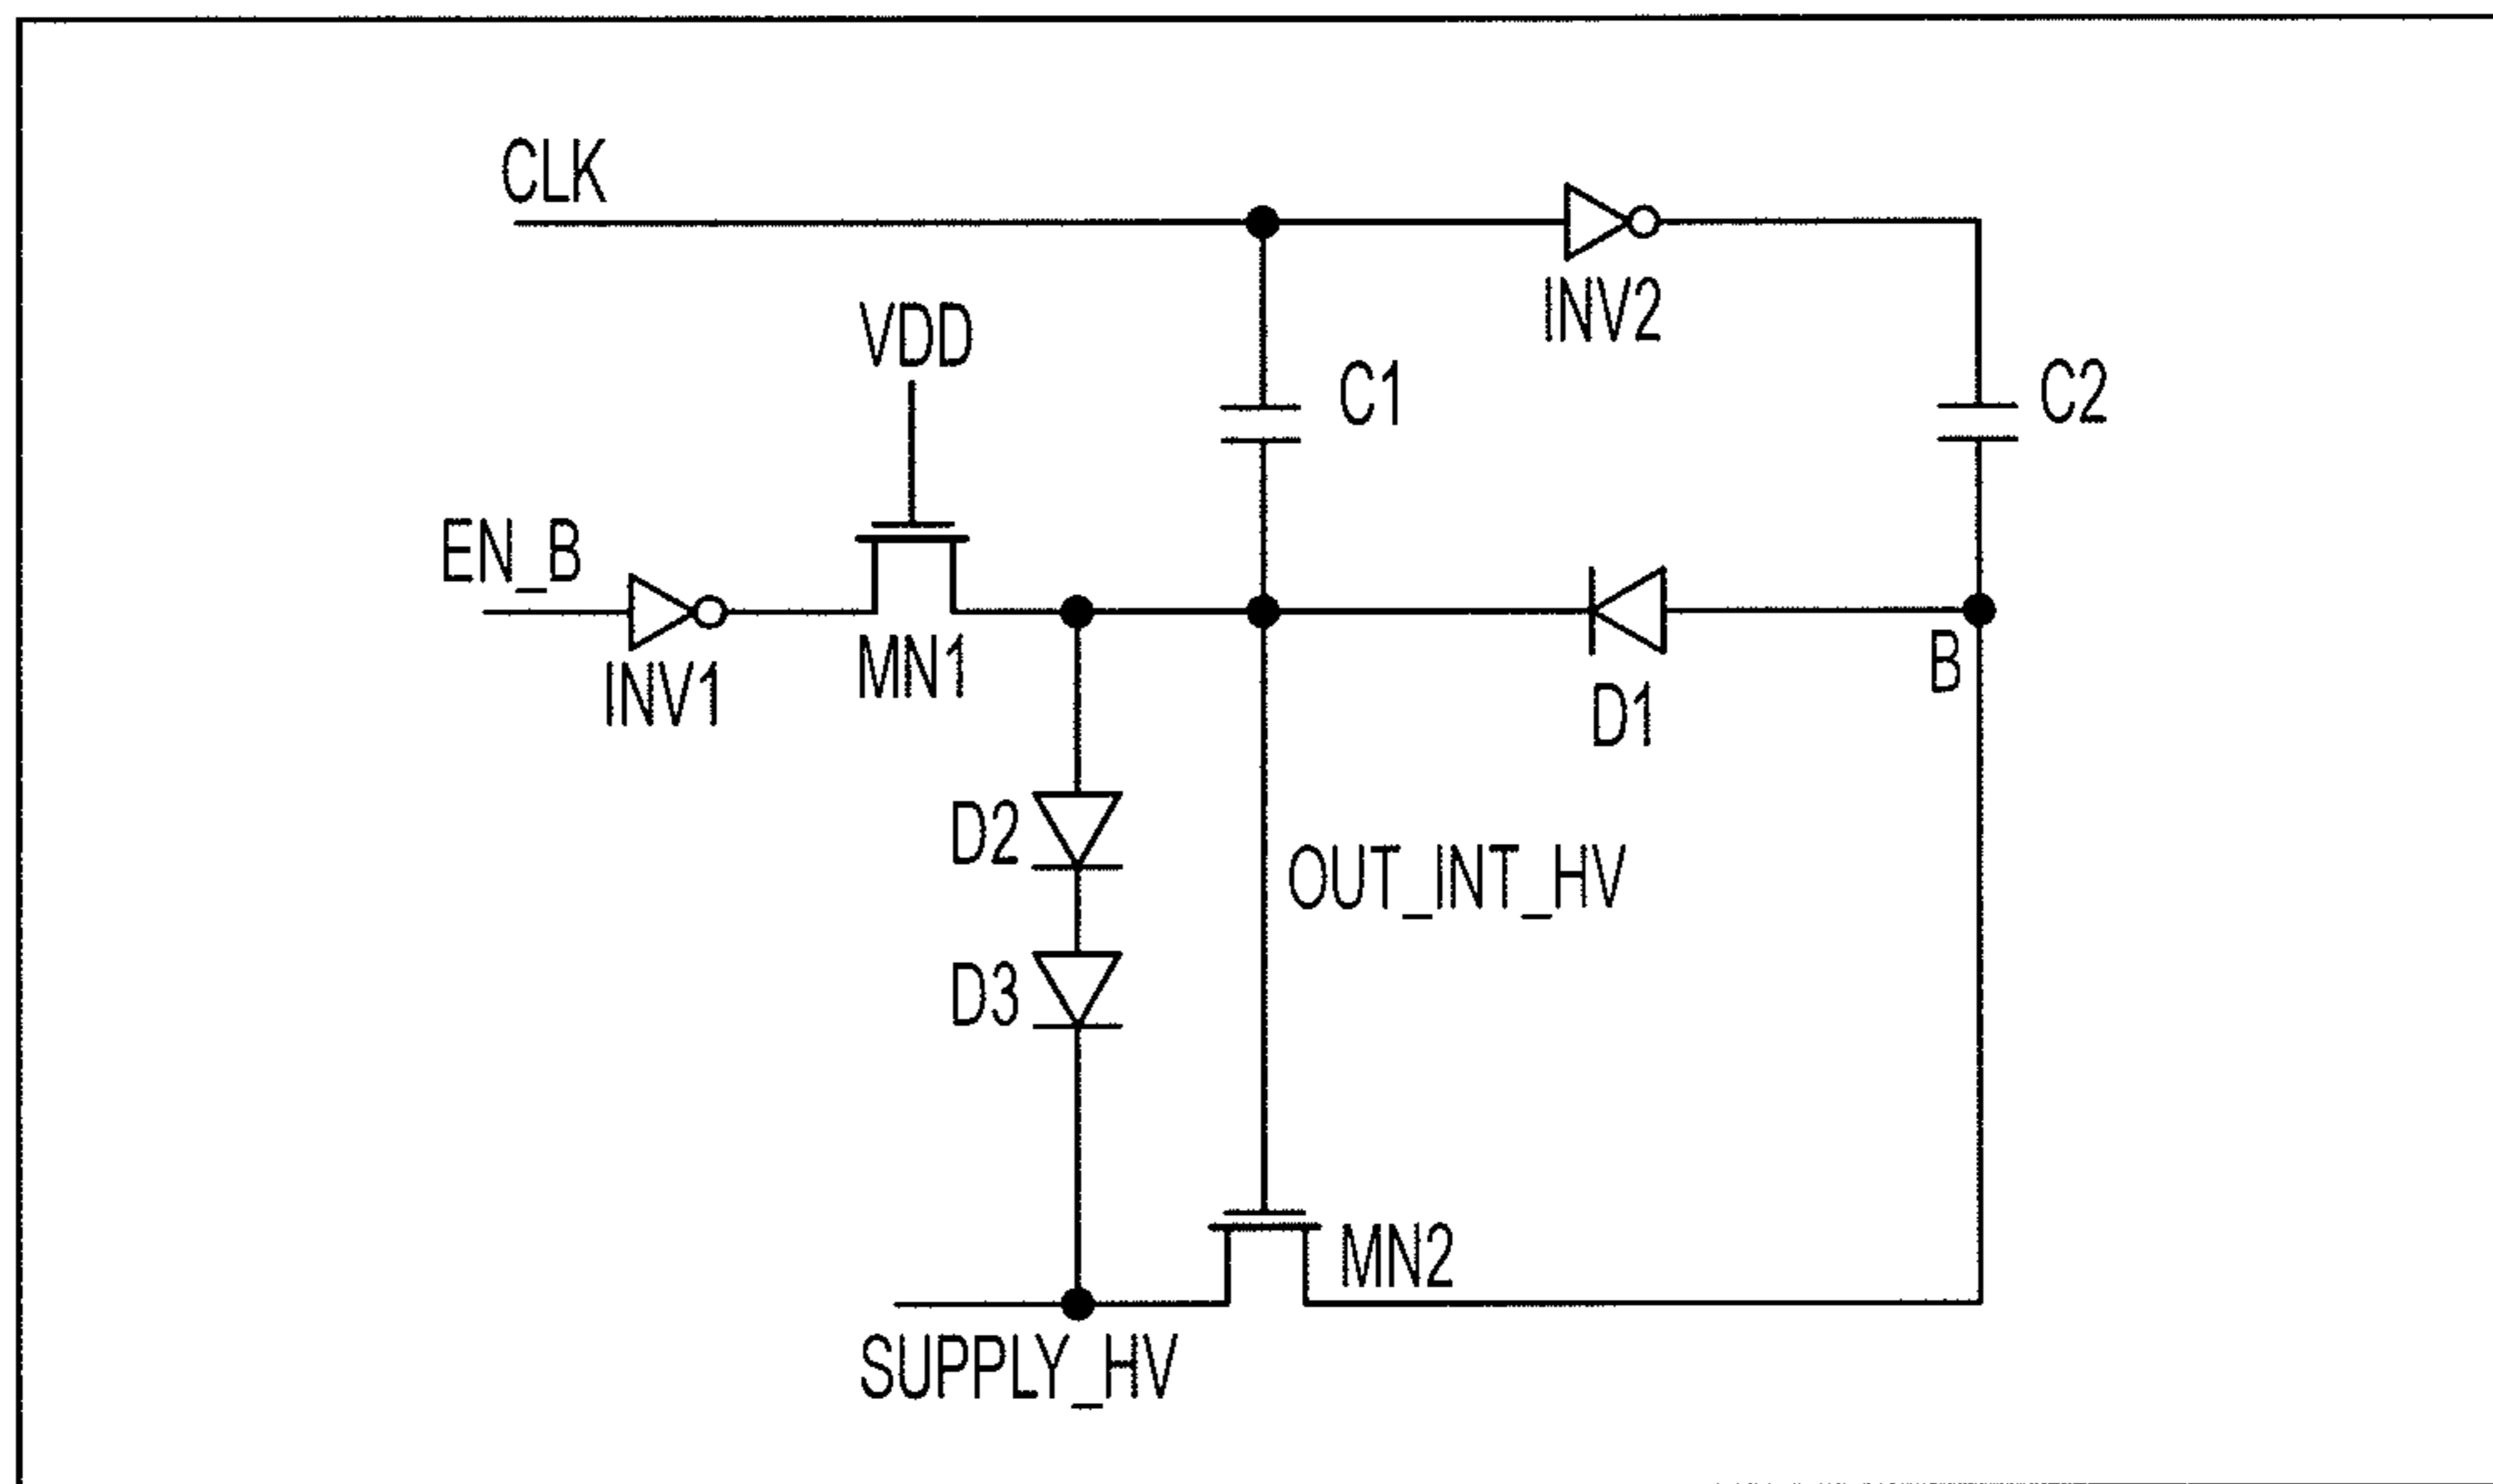 CLK
INV2
VDD
C1
C2
EN_B
INV1
MN1
D1
B
D2
OUT_INT_HV
D3
MN2
SUPPLY_HV